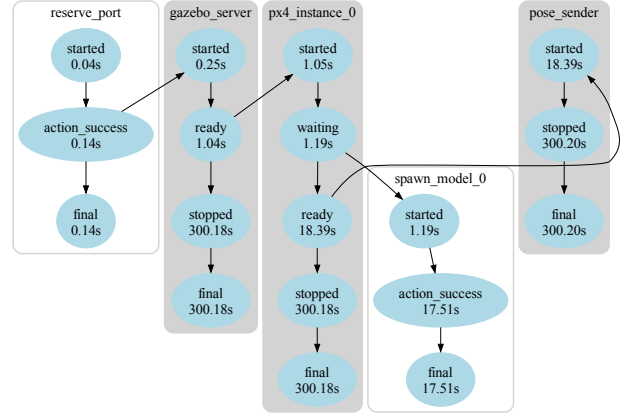 reserve_port
started
0.04s
action_success
0.14s
final
0.14s
gazebo_server
started
0.25s
ready
1.04s
stopped
300.18s
final
300.18s
px4_instance_0
started
1.05s
waiting
1.19s
ready
18.39s
stopped
300.18s
final
300.18s
spawn_model_0
started
1.19s
action_success
17.51s
final
17.51s
pose_sender
started
18.39s
stopped
300.20s
final
300.20s